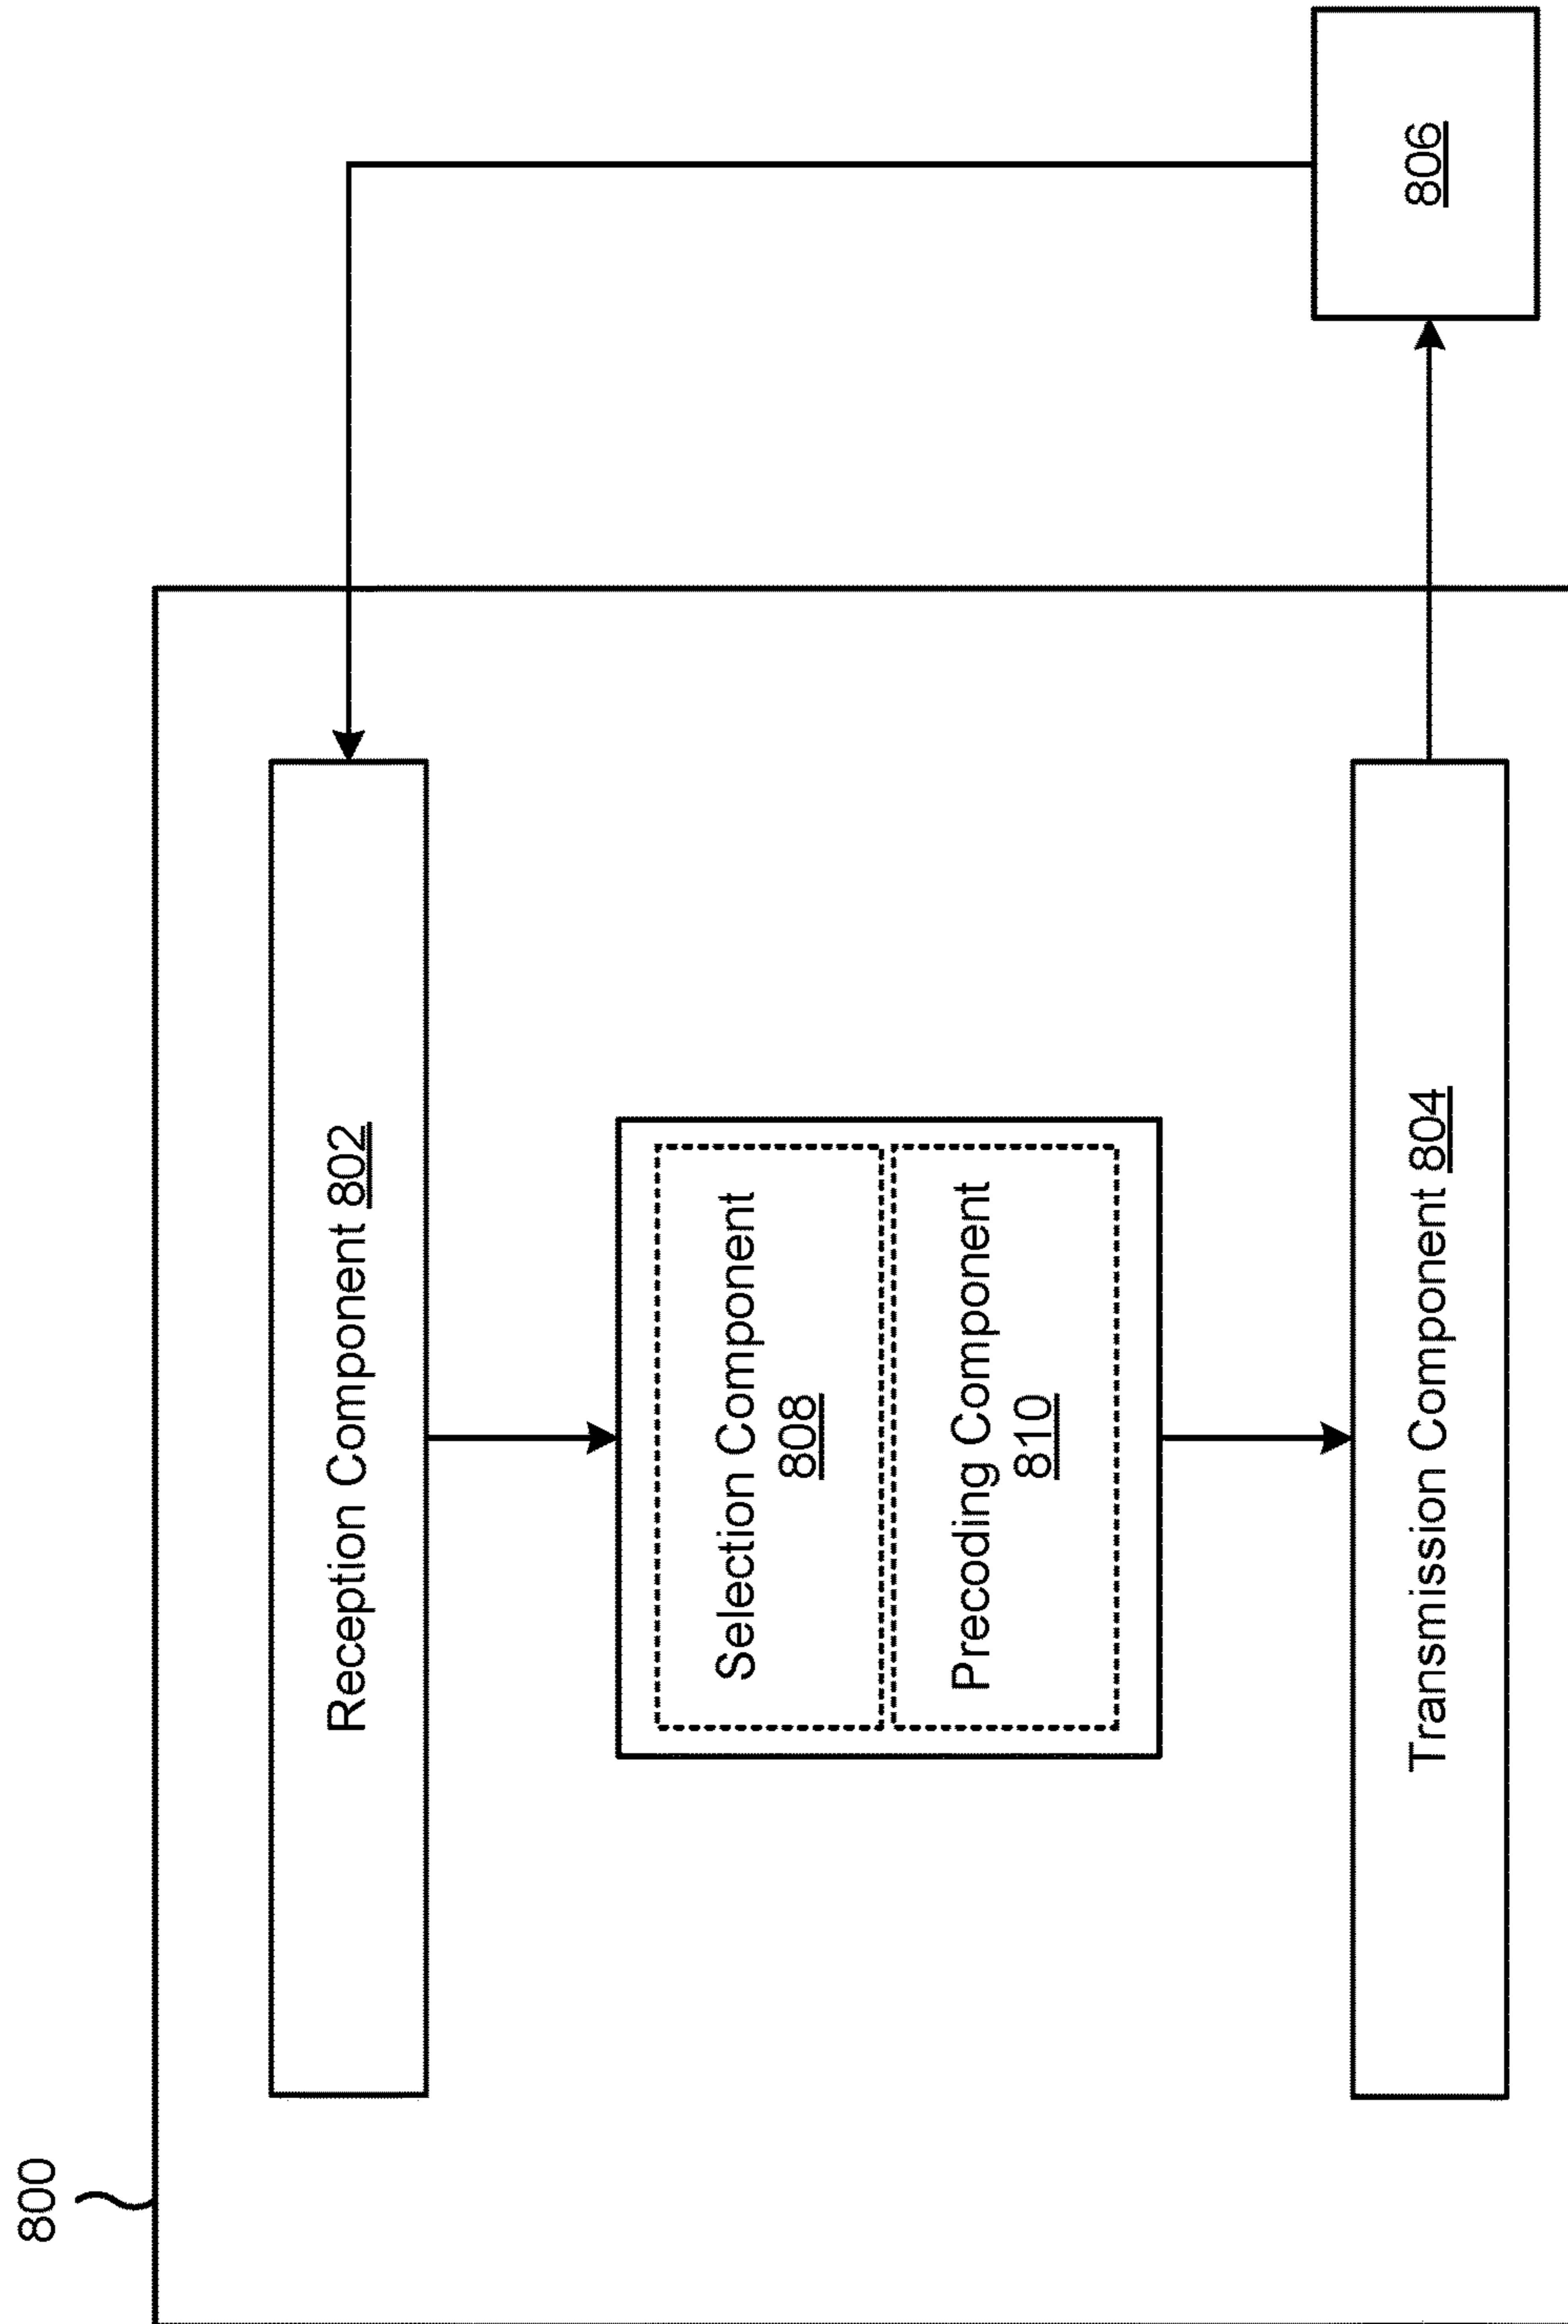 800
Reception Component 802
Selection Component
808
Precoding Component
810
Transmission Component 804
806